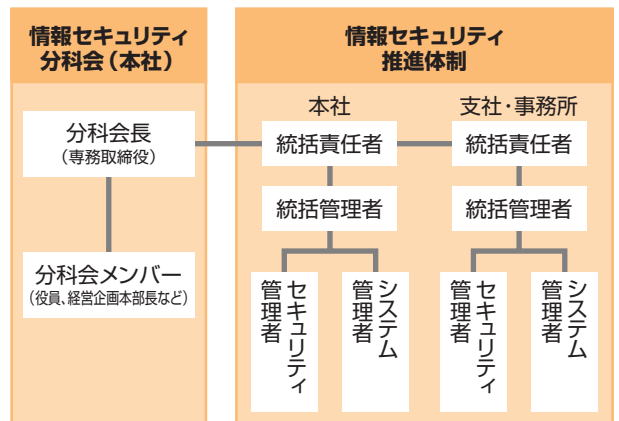 情報セキュリティ
分科会（本社）
分科会長
（専務取締役）
分科会メンバー
（役員、経営企画本部長など）
情報セキュリティ
推進体制
本社
支社・事務所
統括責任者
統括責任者
統括管理者
統括管理者
セキュリティ
管理者
システム
管理者
セキュリティ
管理者
システム
管理者